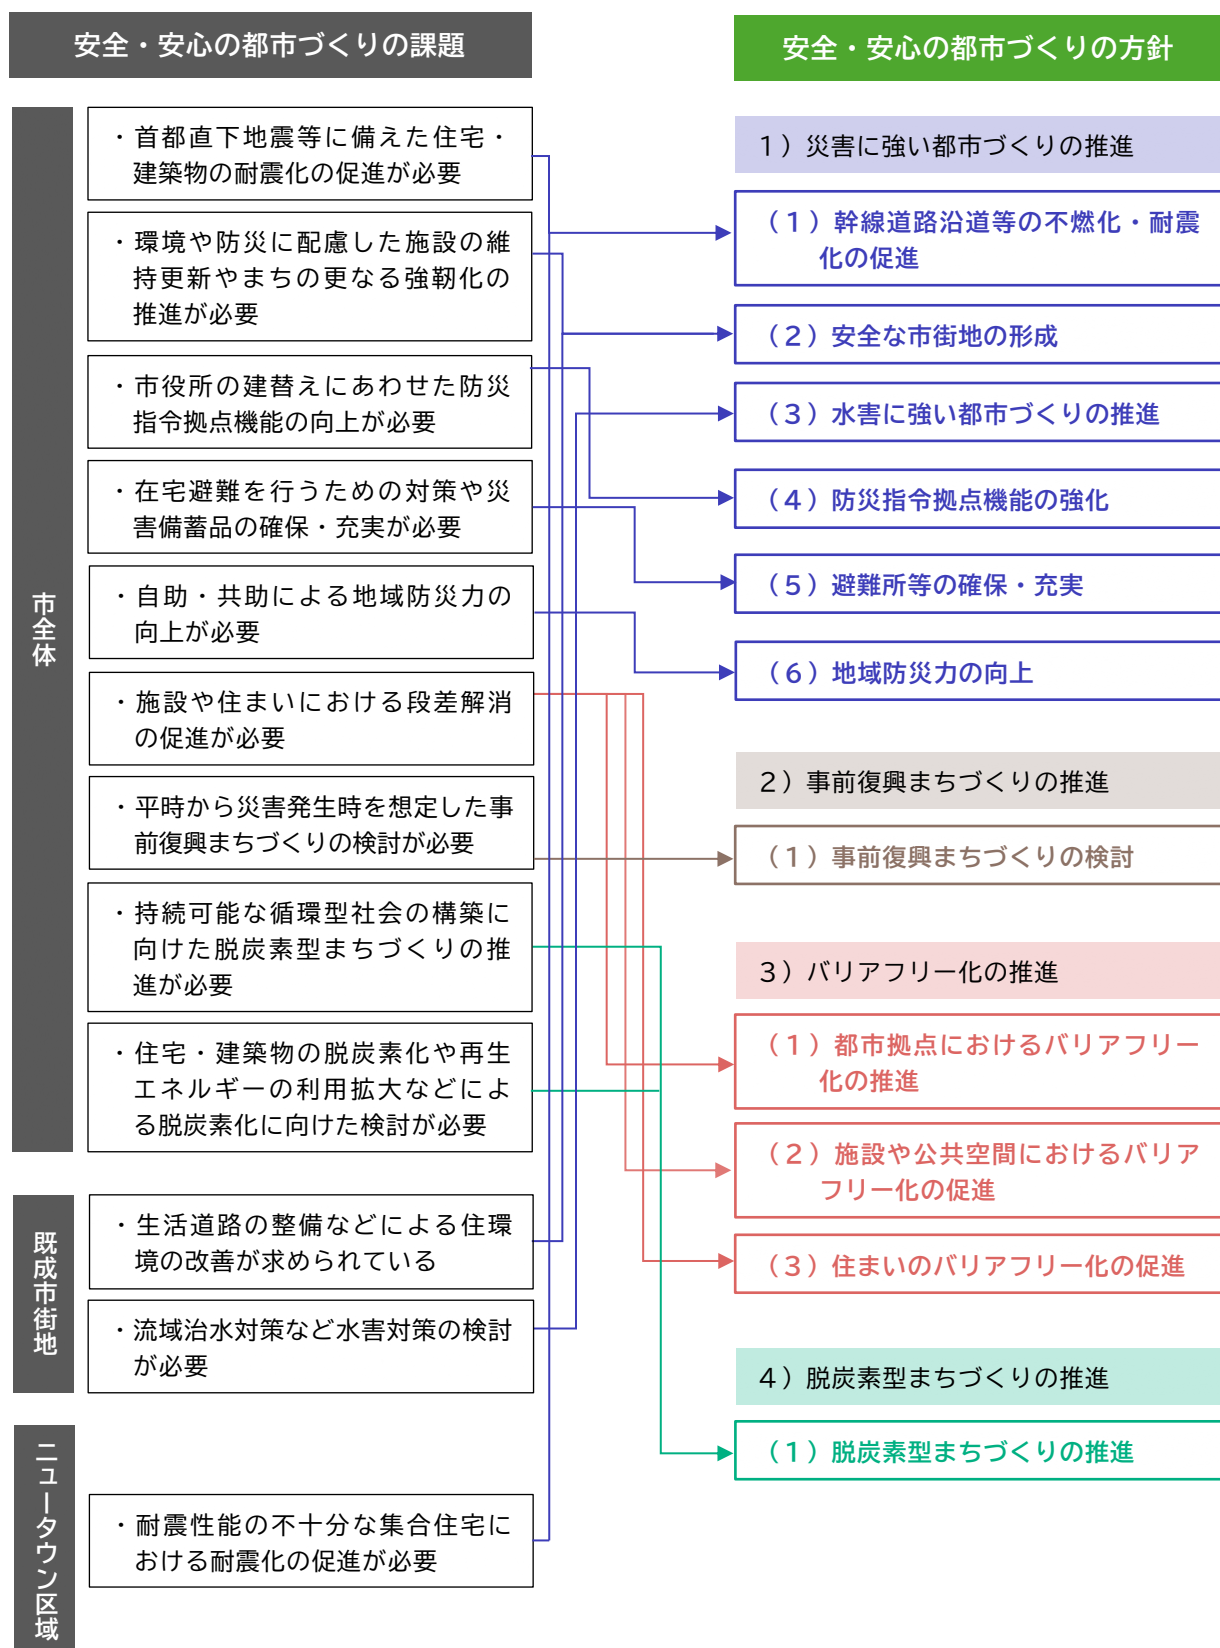 安全・安心の都市づくりの課題
市全体
・首都直下地震等に備えた住宅・
建築物の耐震化の促進が必要
・環境や防災に配慮した施設の維
持更新やまちの更なる強靭化の
推進が必要
・市役所の建替えにあわせた防災
指令拠点機能の向上が必要
・在宅避難を行うための対策や災
害備蓄品の確保・充実が必要
・自助・共助による地域防災力の
向上が必要
・施設や住まいにおける段差解消
の促進が必要
・平時から災害発生時を想定した事
前復興まちづくりの検討が必要
・持続可能な循環型社会の構築に
向けた脱炭素型まちづくりの推
進が必要
・住宅・建築物の脱炭素化や再生
エネルギーの利用拡大などによ
る脱炭素化に向けた検討が必要
既成市街地
・生活道路の整備などによる住環
境の改善が求められている
・流域治水対策など水害対策の検討
が必要
ニュータウン区域
・耐震性能の不十分な集合住宅に
おける耐震化の促進が必要
安全・安心の都市づくりの方針
１）災害に強い都市づくりの推進
（１）幹線道路沿道等の不燃化・耐震
化の促進
（２）安全な市街地の形成
（３）水害に強い都市づくりの推進
（４）防災指令拠点機能の強化
（５）避難所等の確保・充実
（６）地域防災力の向上
２）事前復興まちづくりの推進
（１）事前復興まちづくりの検討
３）バリアフリー化の推進
（１）都市拠点におけるバリアフリー
化の推進
（２）施設や公共空間におけるバリア
フリー化の促進
（３）住まいのバリアフリー化の促進
４）脱炭素型まちづくりの推進
（１）脱炭素型まちづくりの推進